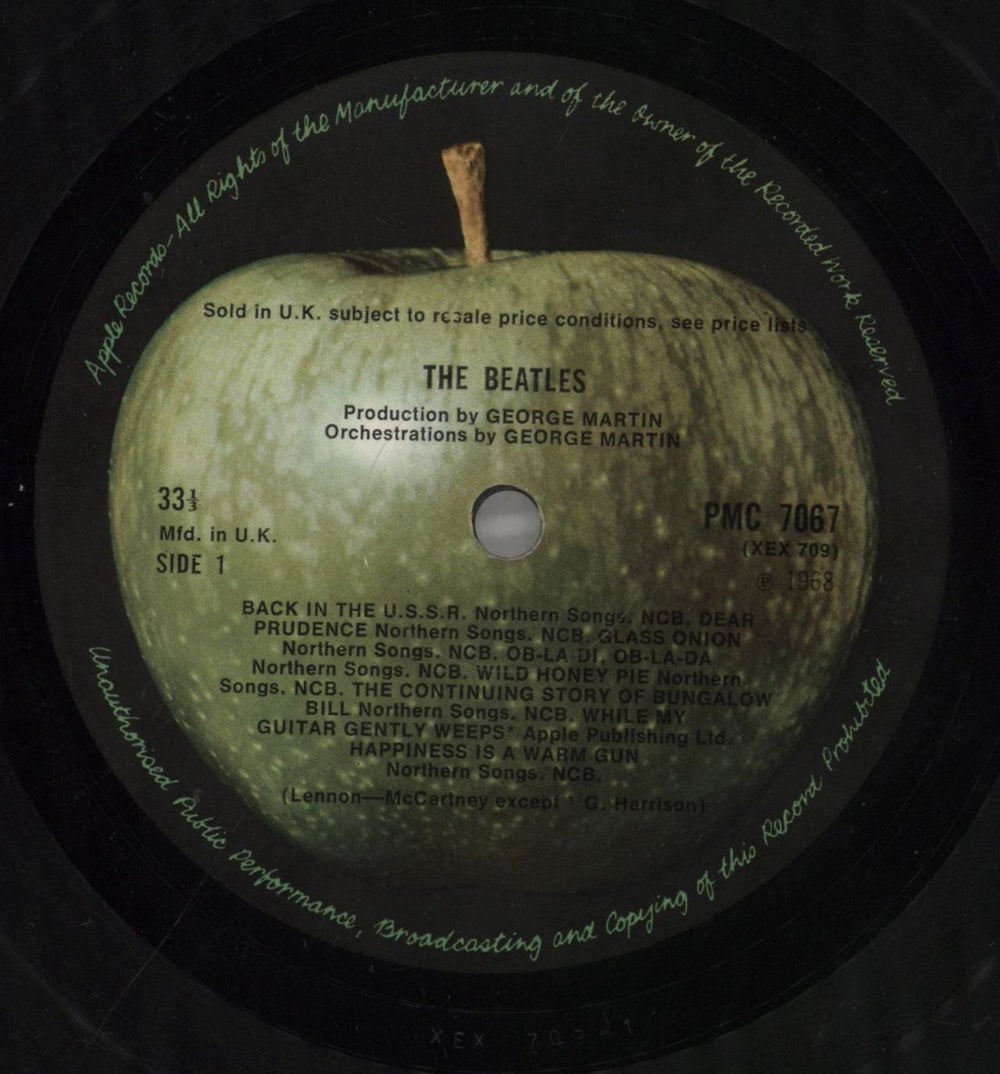 Apple Records—All Rights of the Manufacturer and of the Owner of the Recorded Work Reserved
Sold in U.K. subject to resale price conditions, see price lists
THE BEATLES
Production by GEORGE MARTIN
Orchestrations by GEORGE MARTIN
33⅓
Mfd. in U.K.
SIDE 1
PMC 7067
(XEX 709)
℗ 1968
BACK IN THE U.S.S.R. Northern Songs. NCB. DEAR
PRUDENCE Northern Songs. NCB. GLASS ONION
Northern Songs. NCB. OB-LA-DI, OB-LA-DA
Northern Songs. NCB. WILD HONEY PIE Northern
Songs. NCB. THE CONTINUING STORY OF BUNGALOW
BILL Northern Songs. NCB. WHILE MY
GUITAR GENTLY WEEPS* Apple Publishing Ltd.
HAPPINESS IS A WARM GUN
Northern Songs. NCB.
(Lennon—McCartney except * G. Harrison)
Unauthorised Public Performance, Broadcasting and Copying of this Record Prohibited
XEX 709-1